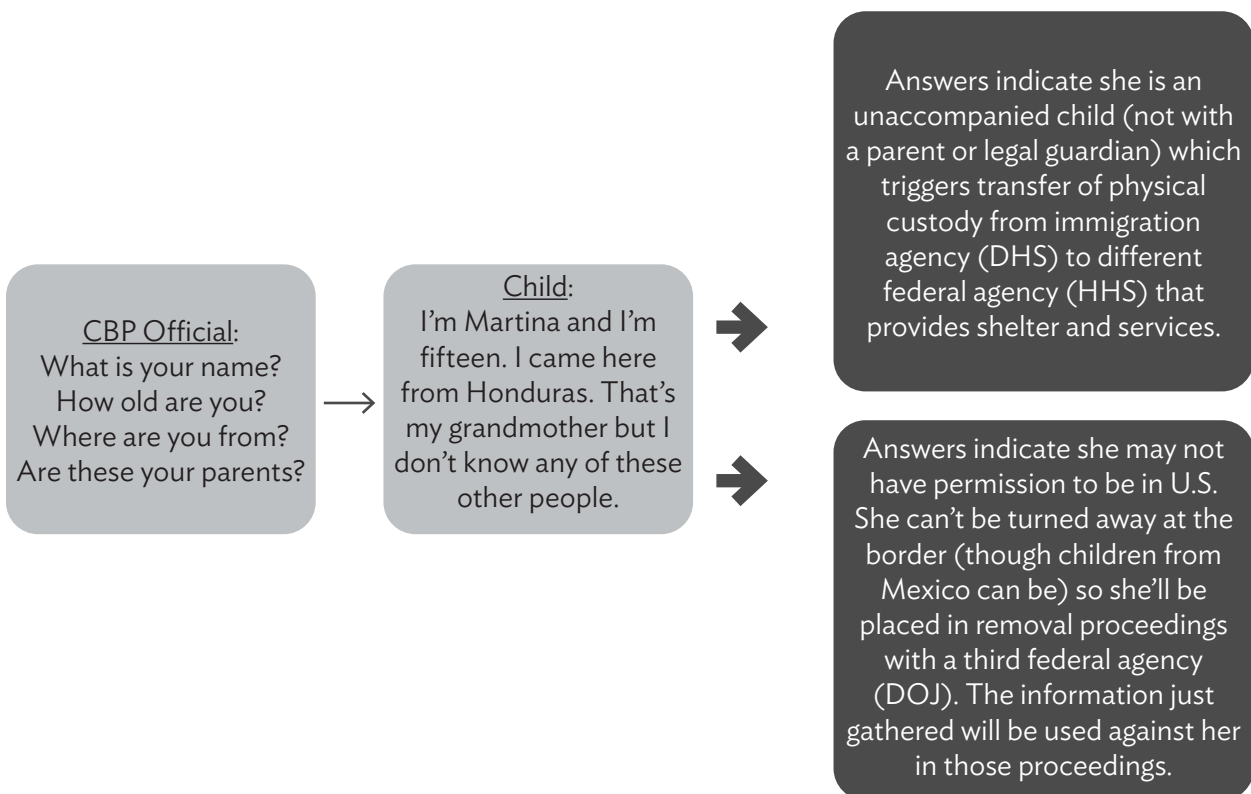 CBP Official:
What is your name?
How old are you?
Where are you from?
Are these your parents?
Child:
I'm Martina and I'm
fifteen. I came here
from Honduras. That's
my grandmother but I
don't know any of these
other people.
Answers indicate she is an
unaccompanied child (not with
a parent or legal guardian) which
triggers transfer of physical
custody from immigration
agency (DHS) to different
federal agency (HHS) that
provides shelter and services.
Answers indicate she may not
have permission to be in U.S.
She can't be turned away at the
border (though children from
Mexico can be) so she'll be
placed in removal proceedings
with a third federal agency
(DOJ). The information just
gathered will be used against her
in those proceedings.